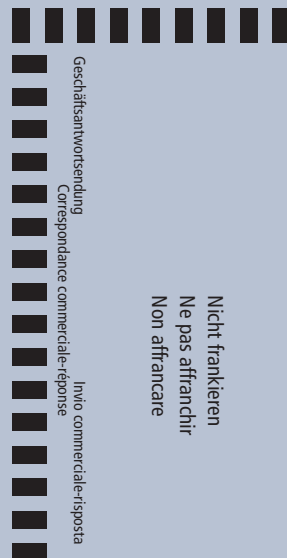 Nicht frankieren
Ne pas affranchir
Non affrancare
Geschäftsantwortsendung Invio commerciale-risposta
Correspondance commerciale-réponse